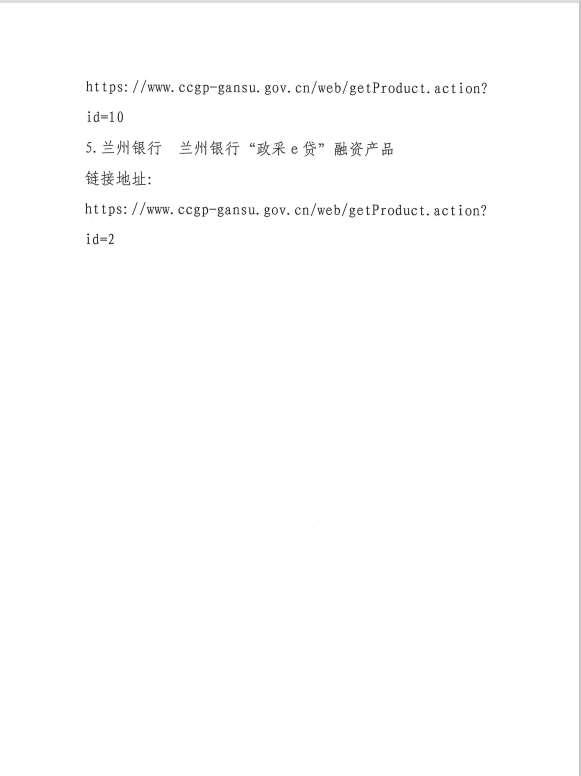 https://www.ccgp-gansu.gov.cn/web/getProduct.action?
id=10
5.兰州银行　兰州银行“政采 e 贷”融资产品
链接地址:
https://www.ccgp-gansu.gov.cn/web/getProduct.action?
id=2